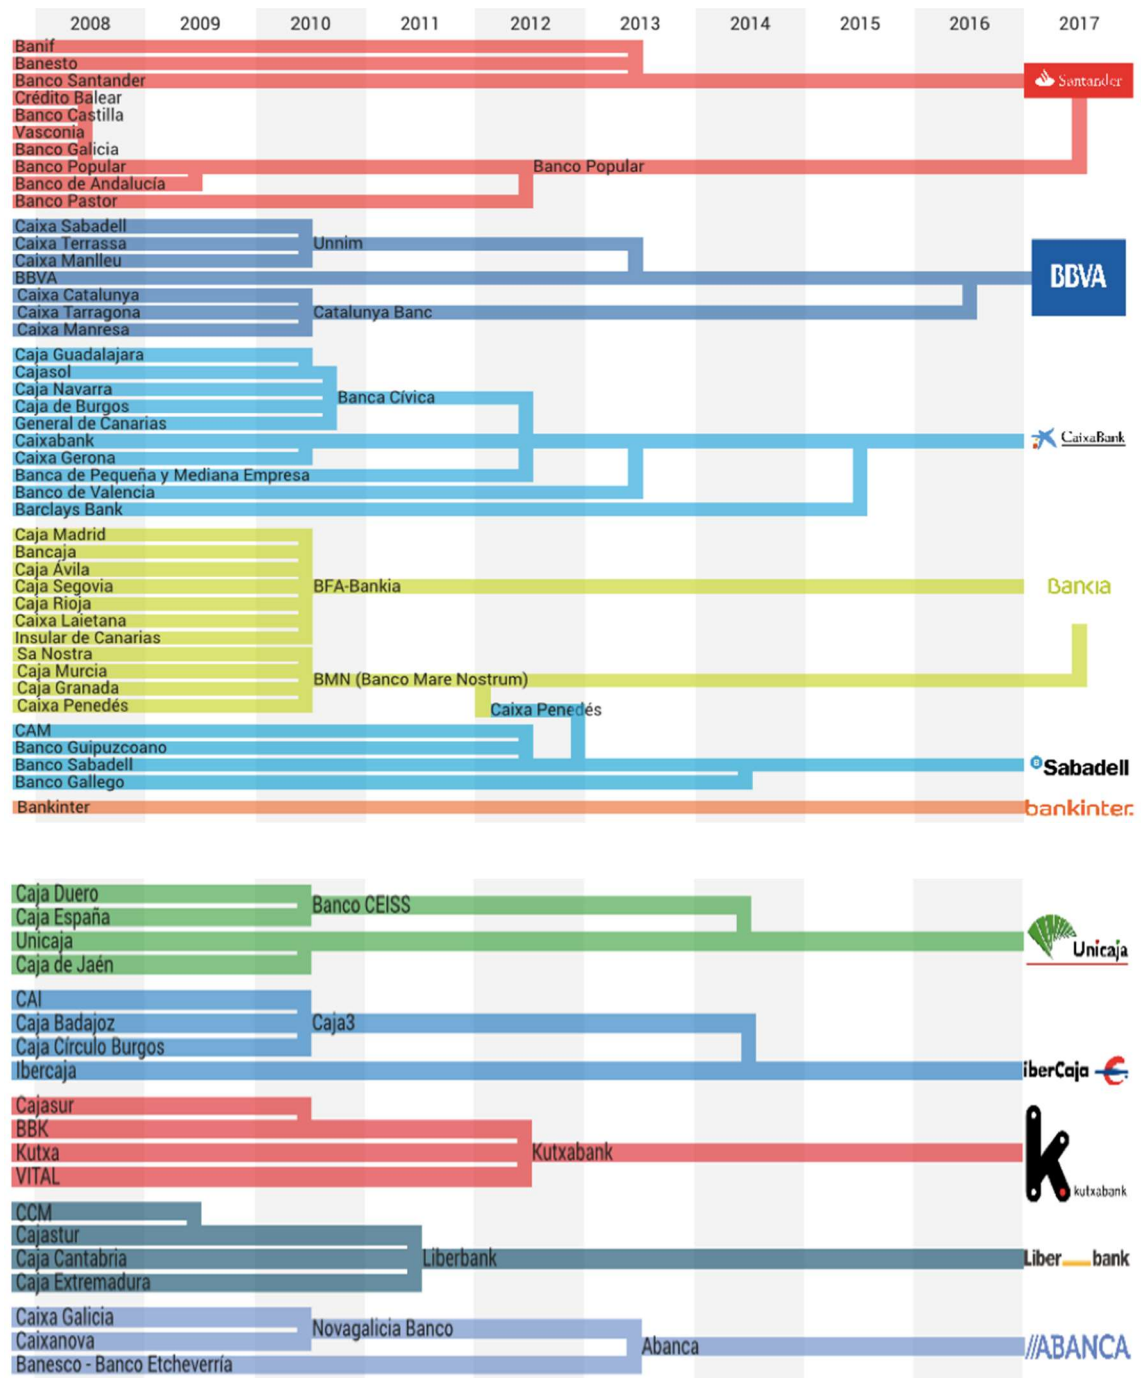 2008 2009 2010 2011 2012 2013 2014 2015 2016 2017
Banif
Banesto
Banco Santander
Santander
Crédito Balear
Banco Castilla
Vasconia
Banco Galicia
Banco Popular
Banco Popular
Banco de Andalucía
Banco Pastor
Caixa Sabadell
Caixa Terrassa
Unnim
Caixa Manlleu
BBVA
BBVA
Caixa Catalunya
Caixa Tarragona
Catalunya Banc
Caixa Manresa
Caja Guadalajara
Cajasol
Caja Navarra
Banca Cívica
Caja de Burgos
General de Canarias
Caixabank
CaixaBank
Caixa Gerona
Banca de Pequeña y Mediana Empresa
Banco de Valencia
Barclays Bank
Caja Madrid
Bancaja
Caja Ávila
Caja Segovia
BFA-Bankia
Bankia
Caja Rioja
Caixa Laietana
Insular de Canarias
Sa Nostra
Caja Murcia
BMN (Banco Mare Nostrum)
Caja Granada
Caixa Penedés
Caixa Penedés
CAM
Banco Guipuzcoano
Banco Sabadell
B Sabadell
Banco Gallego
Bankinter
bankinter.
Caja Duero
Banco CEISS
Caja España
Unicaja
Unicaja
Caja de Jaén
CAI
Caja Badajoz
Caja3
Caja Círculo Burgos
Ibercaja
iberCaja
Cajasur
BBK
Kutxa
Kutxabank
k
VITAL
kutxabank
CCM
Cajastur
Caja Cantabria
Liberbank
Liber bank
Caja Extremadura
Caixa Galicia
Novagalicia Banco
Caixanova
Abanca
//ABANCA
Banesco - Banco Etcheverría